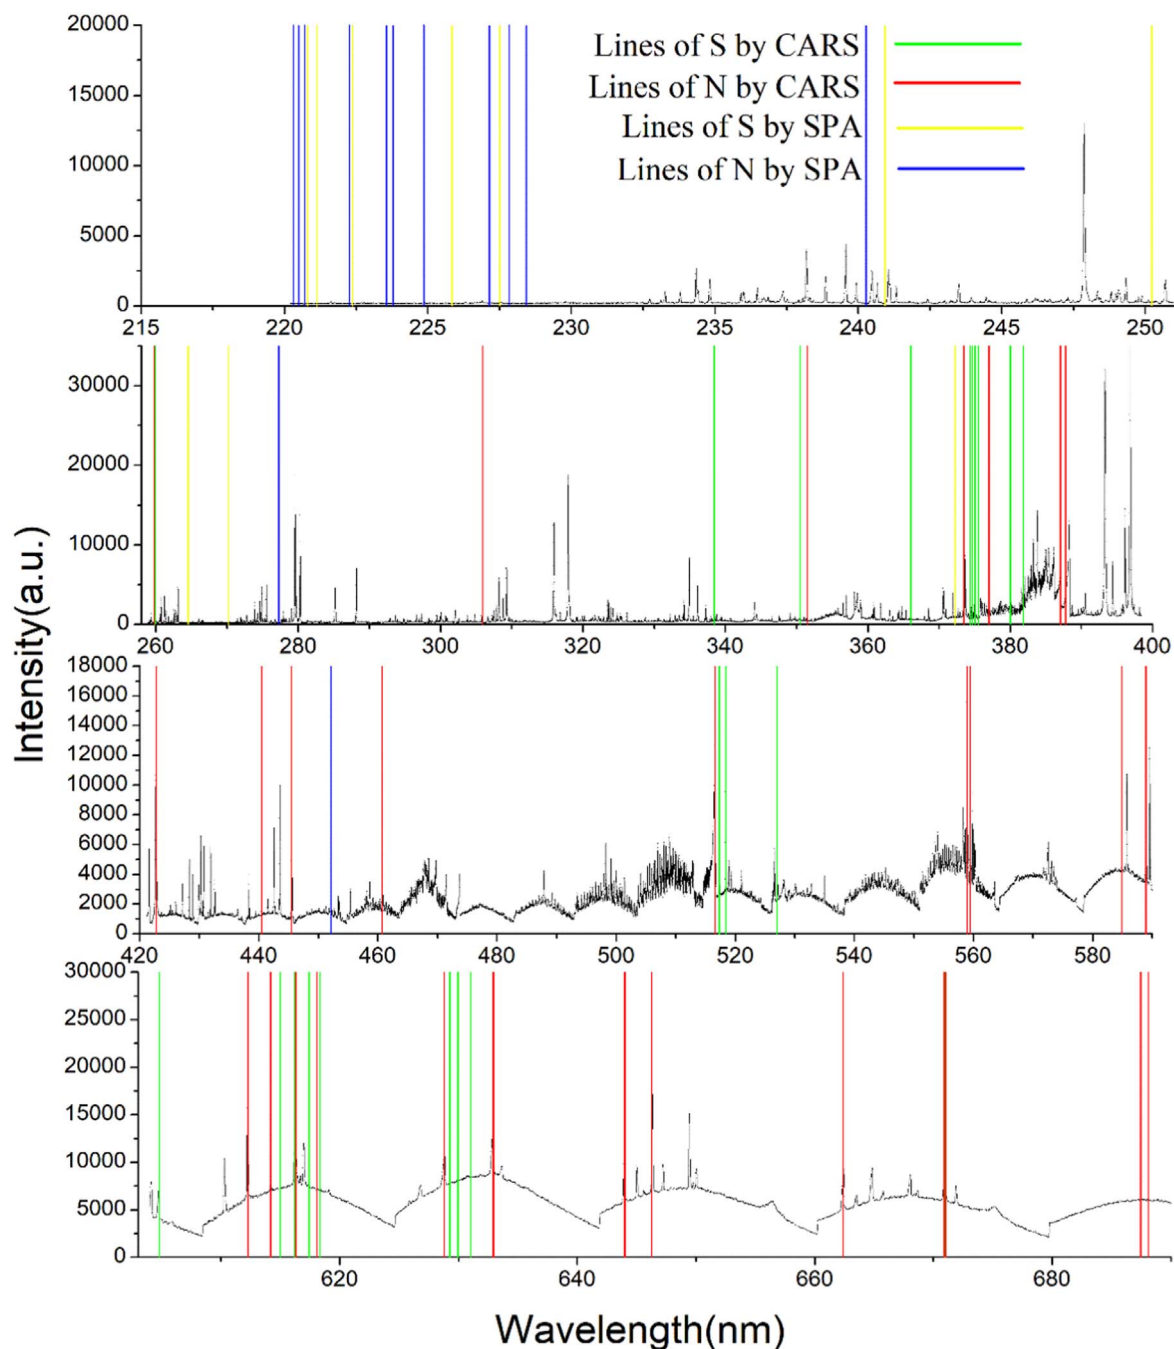 20000
15000
10000
5000
0
Lines of S by CARS
Lines of N by CARS
Lines of S by SPA
Lines of N by SPA
215 220 225 230 235 240 245 250
30000
20000
10000
0
260 280 300 320 340 360 380 400
18000
16000
14000
12000
10000
8000
6000
4000
2000
0
420 440 460 480 500 520 540 560 580
30000
25000
20000
15000
10000
5000
0
620 640 660 680
Intensity(a.u.)
Wavelength(nm)